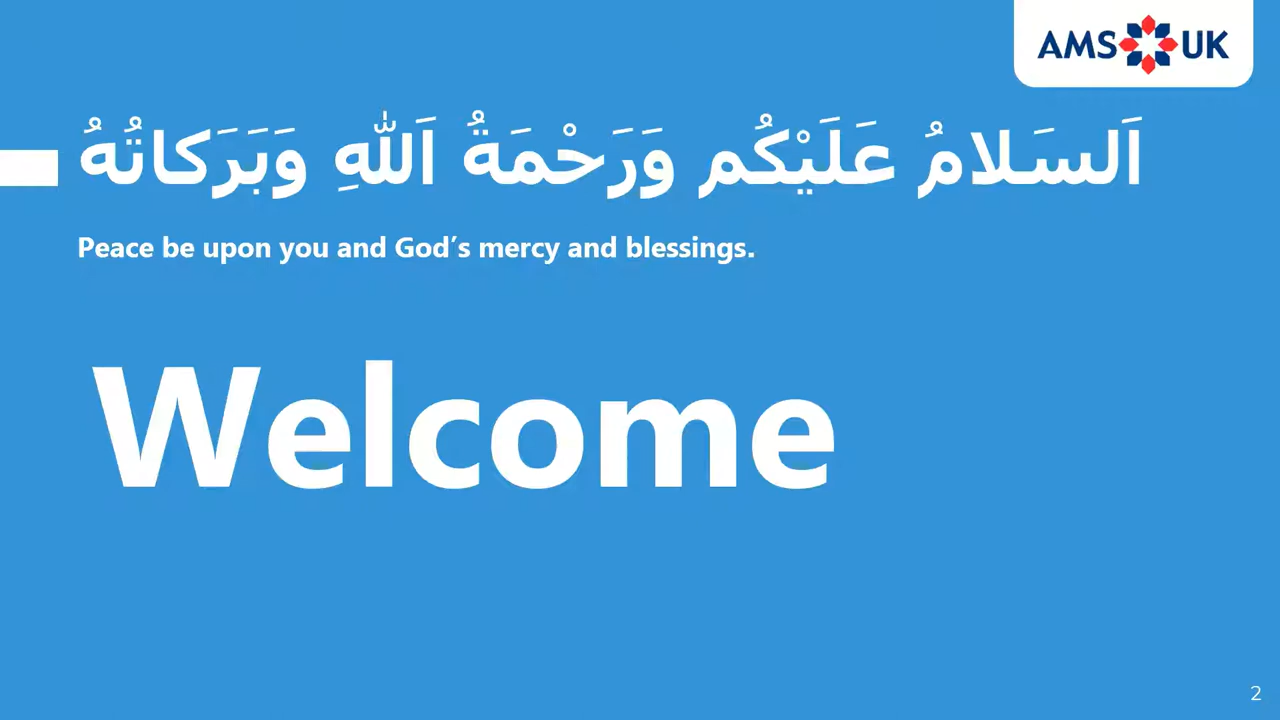 AMS UK
اَلسَلامُ عَلَيْكُم وَرَحْمَةُ اَللهِ وَبَرَكاتُهُ
Peace be upon you and God’s mercy and blessings.
Welcome
2